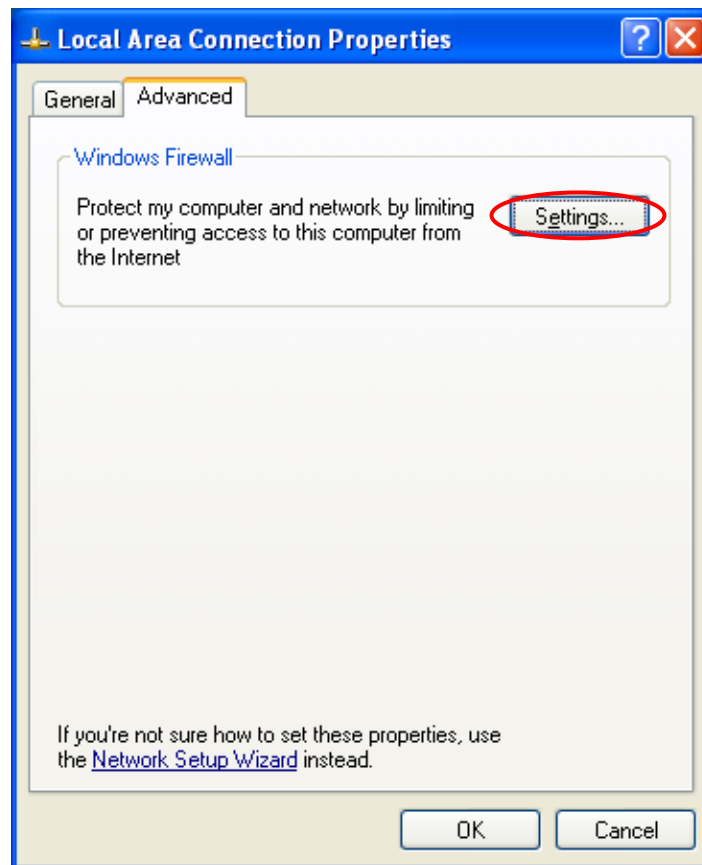 Local Area Connection Properties
General Advanced
Windows Firewall
Protect my computer and network by limiting
or preventing access to this computer from
the Internet
Settings...
If you're not sure how to set these properties, use
the Network Setup Wizard instead.
OK Cancel